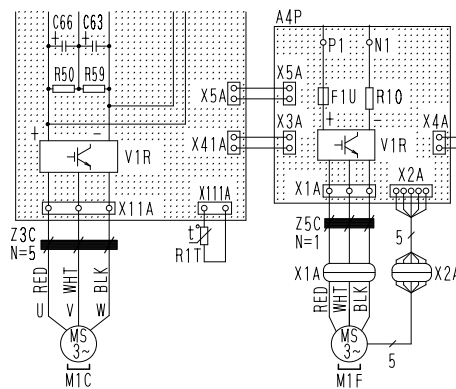 C66 C63
R50 R59
+ +
+ −
V1R
X11A
Z3C
N=5
RED WHT BLK
U V W
MS
3~
M1C
X111A
t°
R1T
X5A
X41A
A4P
P1 N1
X5A
F1U R10
X3A
X4A
+ −
V1R
X1A X2A
Z5C
N=1
5
X1A X2A
RED WHT BLK
MS
3~
5
M1F